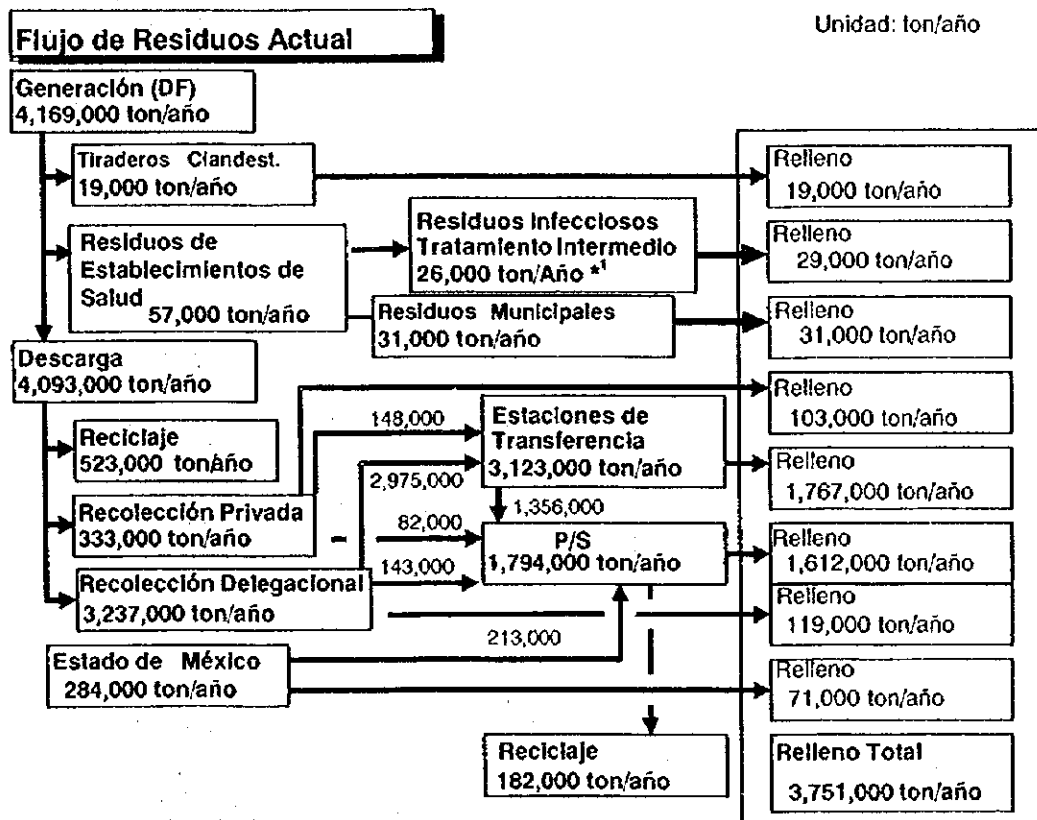 Flujo de Residuos Actual
Unidad: ton/año
Generación (DF)
4,169,000 ton/año
Tiraderos Clandest.
19,000 ton/año
Relleno
19,000 ton/año
Residuos de
Establecimientos de
Salud
57,000 ton/año
Residuos Infecciosos
Tratamiento Intermedio
26,000 ton/Año *1
Relleno
29,000 ton/año
Residuos Municipales
31,000 ton/año
Relleno
31,000 ton/año
Descarga
4,093,000 ton/año
Relleno
103,000 ton/año
Reciclaje
523,000 ton/año
148,000
Estaciones de
Transferencia
3,123,000 ton/año
2,975,000
Relleno
1,767,000 ton/año
Recolección Privada
333,000 ton/año
1,356,000
82,000
P/S
1,794,000 ton/año
Relleno
1,612,000 ton/año
Recolección Delegacional
3,237,000 ton/año
143,000
Relleno
119,000 ton/año
Estado de México
284,000 ton/año
213,000
Relleno
71,000 ton/año
Reciclaje
182,000 ton/año
Relleno Total
3,751,000 ton/año